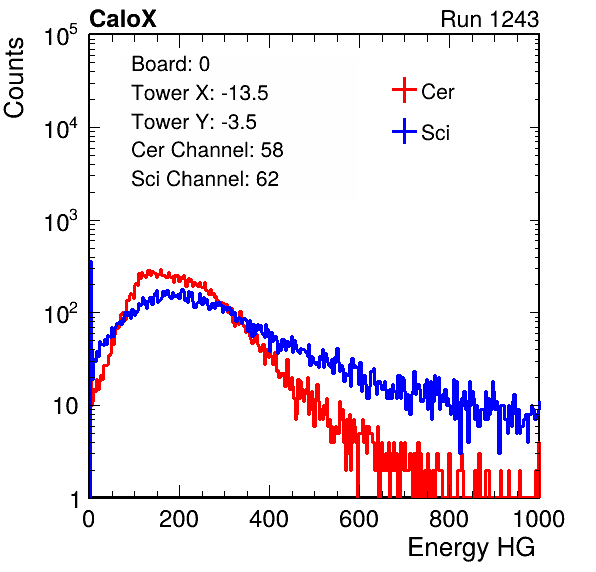 CaloX Run 1243
Counts
10^5
10^4
10^3
10^2
10
1
Board: 0
Tower X: -13.5
Tower Y: -3.5
Cer Channel: 58
Sci Channel: 62
Cer
Sci
0 200 400 600 800 1000
Energy HG